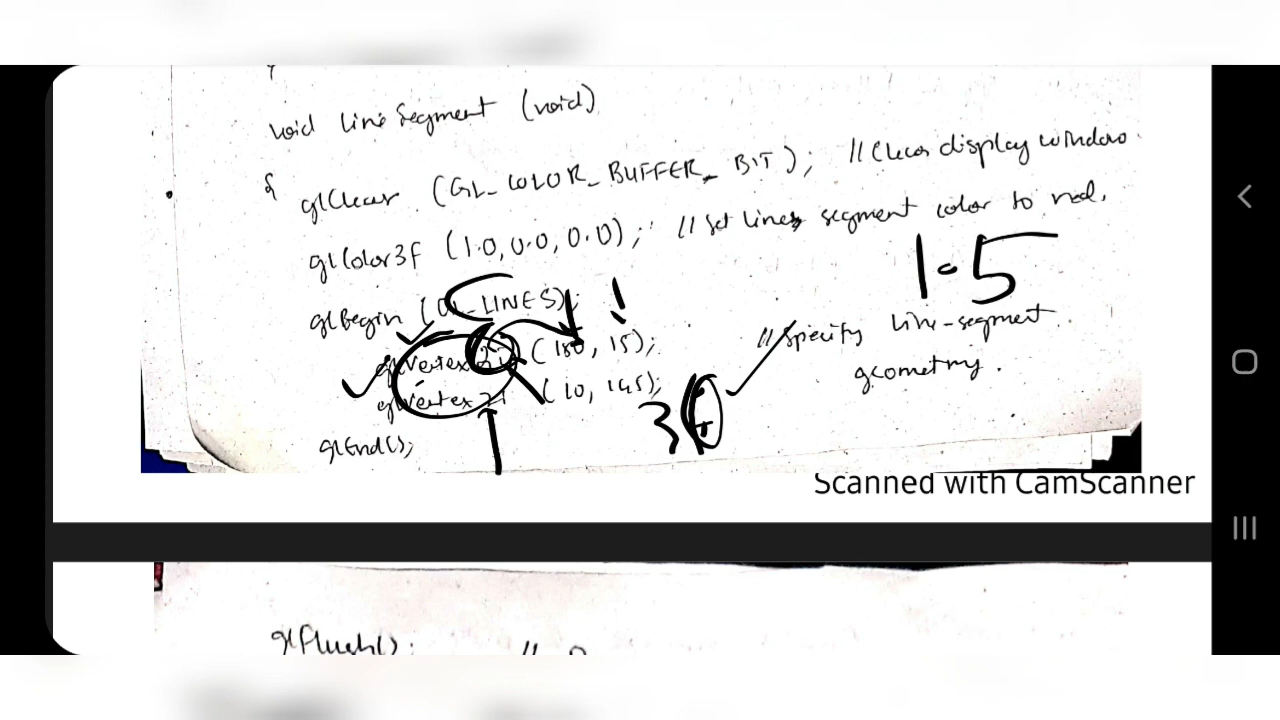 void lineSegment (void)
{ glClear (GL_COLOR_BUFFER_BIT); // Clear display window.
glColor3f (1.0, 0.0, 0.0); // Set lines segment color to red.
1.5
glBegin (GL_LINES); !
glVertex2i (180, 15); // Specify line-segment
glVertex2i (10, 145); geometry.
3
glEnd();
Scanned with CamScanner
glFlush(); //